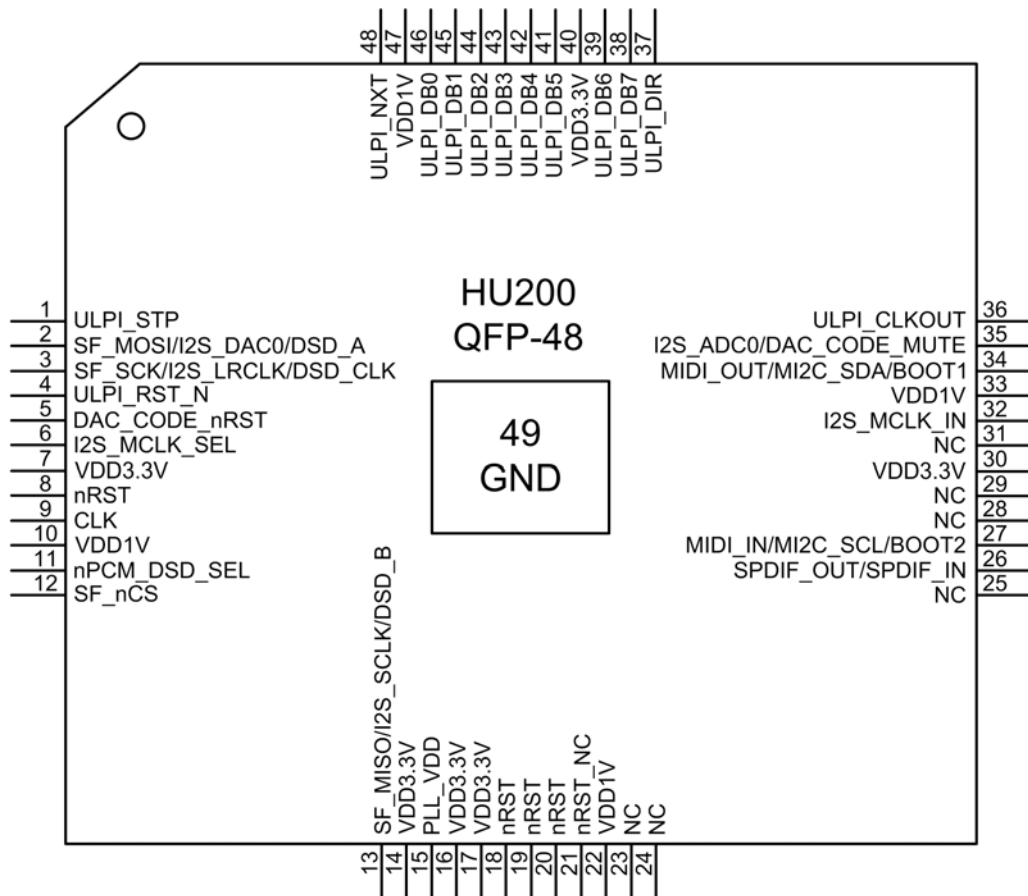 48 ULPI_NXT
47 VDD1V
46 ULPI_DB0
45 ULPI_DB1
44 ULPI_DB2
43 ULPI_DB3
42 ULPI_DB4
41 ULPI_DB5
40 VDD3.3V
39 ULPI_DB6
38 ULPI_DB7
37 ULPI_DIR
HU200
QFP-48
49
GND
1 ULPI_STP
2 SF_MOSI/I2S_DAC0/DSD_A
3 SF_SCK/I2S_LRCLK/DSD_CLK
4 ULPI_RST_N
5 DAC_CODE_nRST
6 I2S_MCLK_SEL
7 VDD3.3V
8 nRST
9 CLK
10 VDD1V
11 nPCM_DSD_SEL
12 SF_nCS
ULPI_CLKOUT 36
I2S_ADC0/DAC_CODE_MUTE 35
MIDI_OUT/MI2C_SDA/BOOT1 34
VDD1V 33
I2S_MCLK_IN 32
NC 31
VDD3.3V 30
NC 29
NC 28
MIDI_IN/MI2C_SCL/BOOT2 27
SPDIF_OUT/SPDIF_IN 26
NC 25
13 SF_MISO/I2S_SCLK/DSD_B
14 VDD3.3V
15 PLL_VDD
16 VDD3.3V
17 VDD3.3V
18 nRST
19 nRST
20 nRST
21 nRST_NC
22 VDD1V
23 NC
24 NC